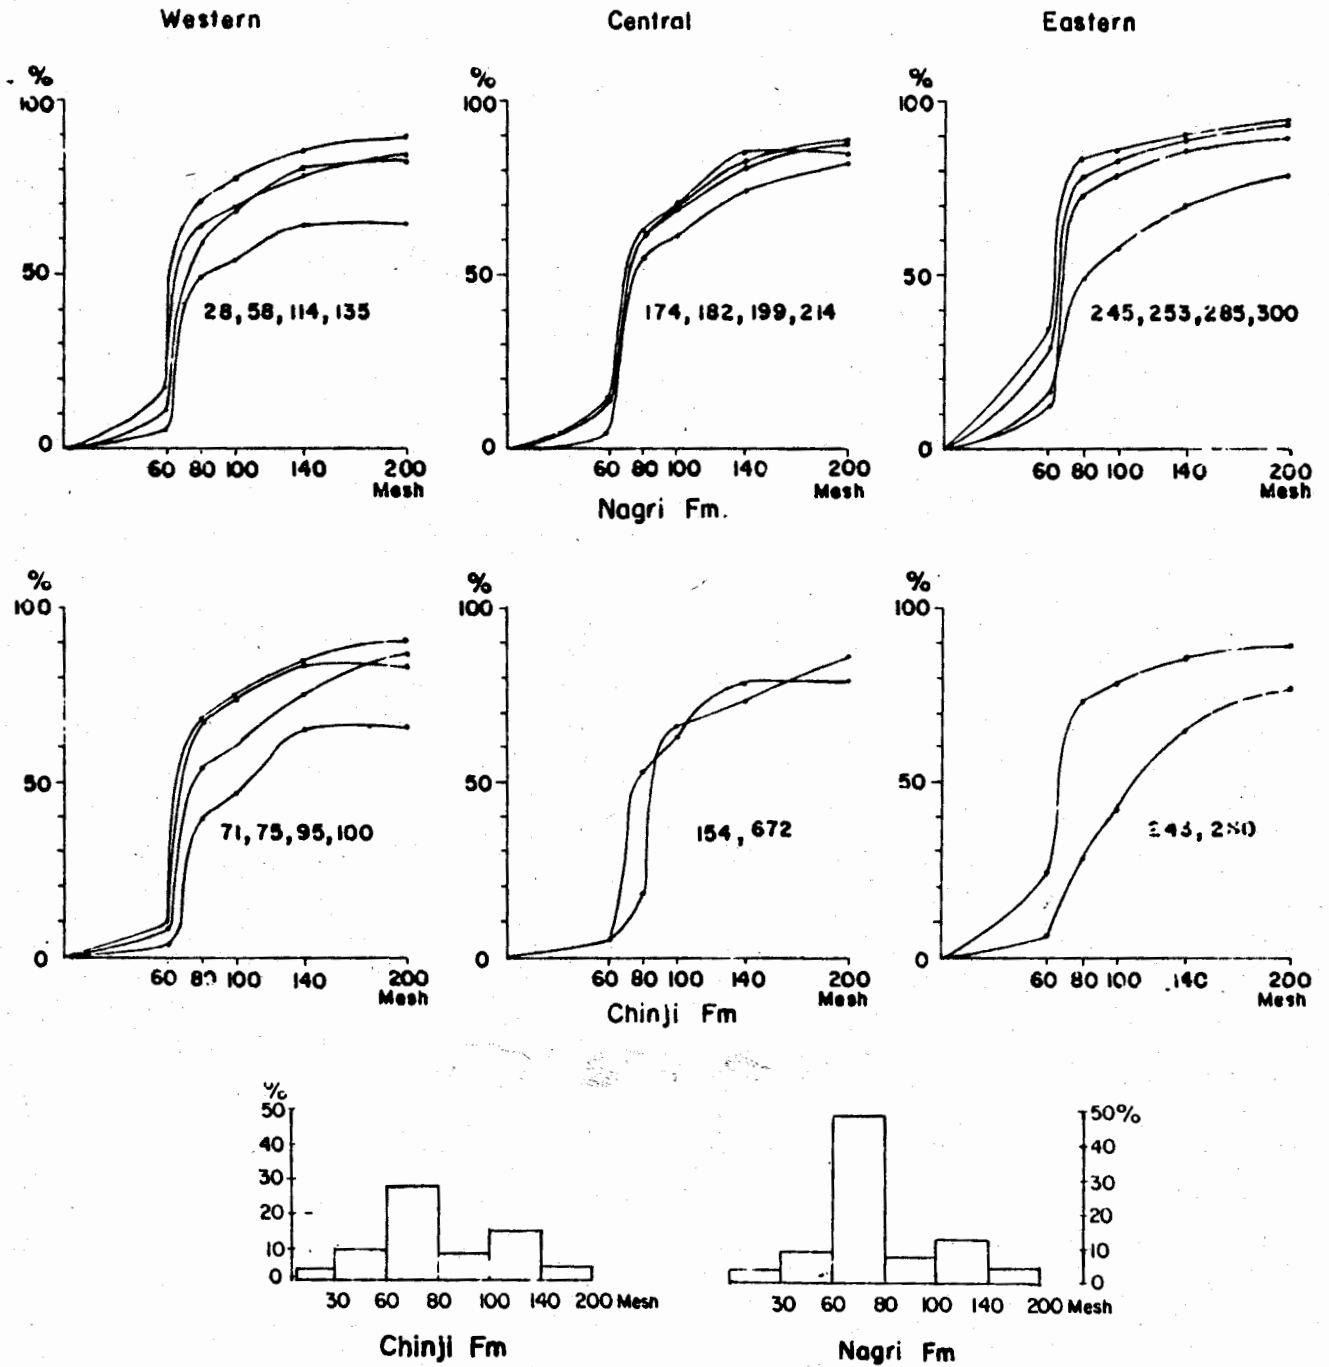 Western Central Eastern
% % %
100 100 100
50 50 50
28,58,114,135 174,182,199,214 245,253,285,300
0 0 0
60 80 100 140 200 60 80 100 140 200 60 80 100 140 200
Mesh Mesh Mesh
Nagri Fm.
% % %
100 100 100
50 50 50
71,75,95,100 154,672
0 0 0
60 100 140 200 60 80 100 140 200 60 80 100 140 200
Mesh Mesh Mesh
Chinji Fm
%
50 50%
40 40
30 30
20 20
10 10
0 0
30 60 80 100 140 200 Mesh 30 60 80 100 140 200 Mesh
Chinji Fm Nagri Fm